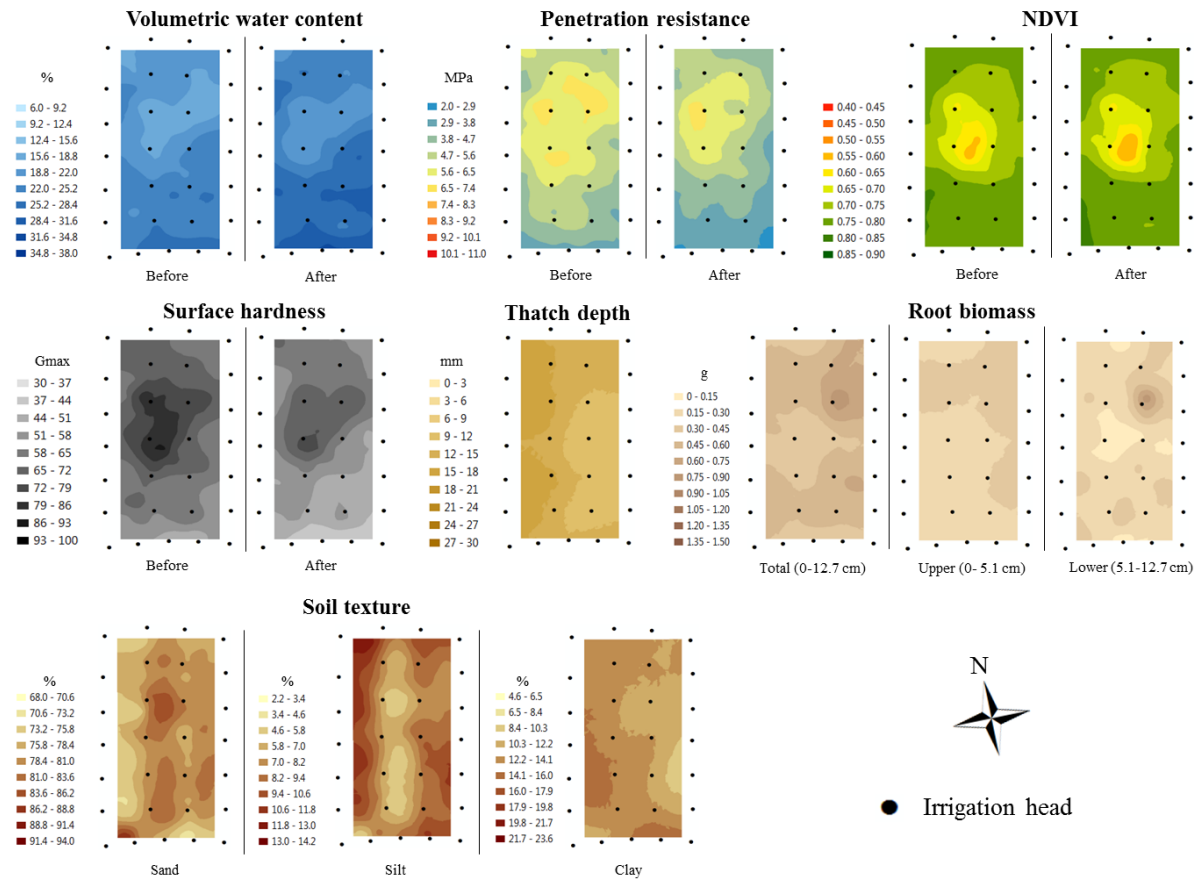 Volumetric water content
%
6.0 - 9.2
9.2 - 12.4
12.4 - 15.6
15.6 - 18.8
18.8 - 22.0
22.0 - 25.2
25.2 - 28.4
28.4 - 31.6
31.6 - 34.8
34.8 - 38.0
Before
After
Penetration resistance
MPa
2.0 - 2.9
2.9 - 3.8
3.8 - 4.7
4.7 - 5.6
5.6 - 6.5
6.5 - 7.4
7.4 - 8.3
8.3 - 9.2
9.2 - 10.1
10.1 - 11.0
Before
After
NDVI
0.40 - 0.45
0.45 - 0.50
0.50 - 0.55
0.55 - 0.60
0.60 - 0.65
0.65 - 0.70
0.70 - 0.75
0.75 - 0.80
0.80 - 0.85
0.85 - 0.90
Before
After
Surface hardness
Gmax
30 - 37
37 - 44
44 - 51
51 - 58
58 - 65
65 - 72
72 - 79
79 - 86
86 - 93
93 - 100
Before
After
Thatch depth
mm
0 - 3
3 - 6
6 - 9
9 - 12
12 - 15
15 - 18
18 - 21
21 - 24
24 - 27
27 - 30
Root biomass
g
0 - 0.15
0.15 - 0.30
0.30 - 0.45
0.45 - 0.60
0.60 - 0.75
0.75 - 0.90
0.90 - 1.05
1.05 - 1.20
1.20 - 1.35
1.35 - 1.50
Total (0-12.7 cm)
Upper (0- 5.1 cm)
Lower (5.1-12.7 cm)
Soil texture
%
68.0 - 70.6
70.6 - 73.2
73.2 - 75.8
75.8 - 78.4
78.4 - 81.0
81.0 - 83.6
83.6 - 86.2
86.2 - 88.8
88.8 - 91.4
91.4 - 94.0
Sand
%
2.2 - 3.4
3.4 - 4.6
4.6 - 5.8
5.8 - 7.0
7.0 - 8.2
8.2 - 9.4
9.4 - 10.6
10.6 - 11.8
11.8 - 13.0
13.0 - 14.2
Silt
%
4.6 - 6.5
6.5 - 8.4
8.4 - 10.3
10.3 - 12.2
12.2 - 14.1
14.1 - 16.0
16.0 - 17.9
17.9 - 19.8
19.8 - 21.7
21.7 - 23.6
Clay
N
Irrigation head